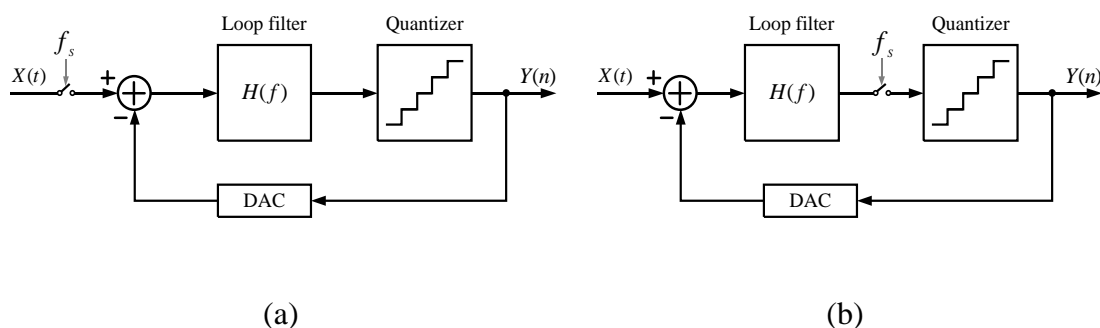 Loop filter
Quantizer
f_s
X(t)
+
−
H(f)
Y(n)
DAC
(a)
Loop filter
Quantizer
f_s
X(t)
+
−
H(f)
Y(n)
DAC
(b)